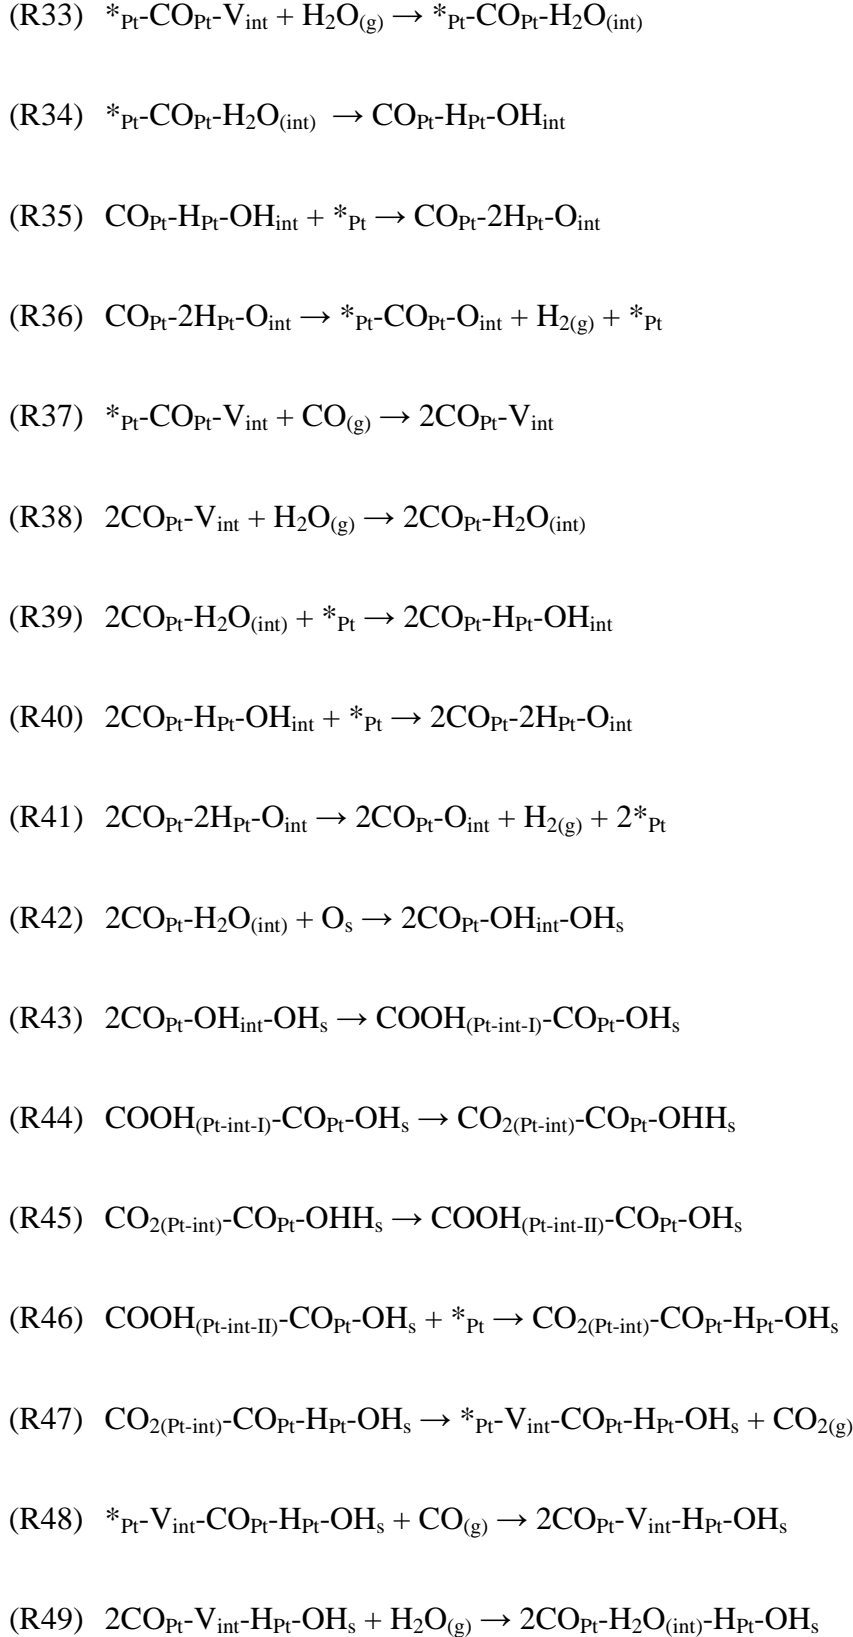 (R33) *Pt-COPt-Vint + H2O(g) → *Pt-COPt-H2O(int)
(R34) *Pt-COPt-H2O(int) → COPt-HPt-OHint
(R35) COPt-HPt-OHint + *Pt → COPt-2HPt-Oint
(R36) COPt-2HPt-Oint → *Pt-COPt-Oint + H2(g) + *Pt
(R37) *Pt-COPt-Vint + CO(g) → 2COPt-Vint
(R38) 2COPt-Vint + H2O(g) → 2COPt-H2O(int)
(R39) 2COPt-H2O(int) + *Pt → 2COPt-HPt-OHint
(R40) 2COPt-HPt-OHint + *Pt → 2COPt-2HPt-Oint
(R41) 2COPt-2HPt-Oint → 2COPt-Oint + H2(g) + 2*Pt
(R42) 2COPt-H2O(int) + Os → 2COPt-OHint-OHs
(R43) 2COPt-OHint-OHs → COOH(Pt-int-I)-COPt-OHs
(R44) COOH(Pt-int-I)-COPt-OHs → CO2(Pt-int)-COPt-OHHs
(R45) CO2(Pt-int)-COPt-OHHs → COOH(Pt-int-II)-COPt-OHs
(R46) COOH(Pt-int-II)-COPt-OHs + *Pt → CO2(Pt-int)-COPt-HPt-OHs
(R47) CO2(Pt-int)-COPt-HPt-OHs → *Pt-Vint-COPt-HPt-OHs + CO2(g)
(R48) *Pt-Vint-COPt-HPt-OHs + CO(g) → 2COPt-Vint-HPt-OHs
(R49) 2COPt-Vint-HPt-OHs + H2O(g) → 2COPt-H2O(int)-HPt-OHs